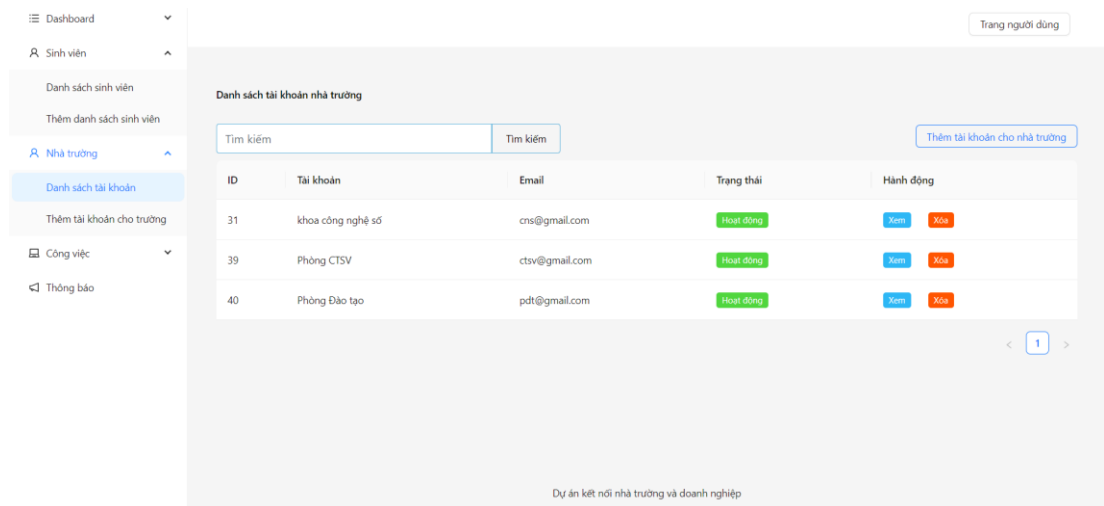 Dashboard
Sinh viên
Danh sách sinh viên
Thêm danh sách sinh viên
Nhà trường
Danh sách tài khoản
Thêm tài khoản cho trường
Công việc
Thông báo
Trang người dùng
Danh sách tài khoản nhà trường
Tìm kiếm Tìm kiếm Thêm tài khoản cho nhà trường
ID Tài khoản Email Trạng thái Hành động
31 khoa công nghệ số cns@gmail.com Hoạt động Xem Xóa
39 Phòng CTSV ctsv@gmail.com Hoạt động Xem Xóa
40 Phòng Đào tạo pdt@gmail.com Hoạt động Xem Xóa
< 1 >
Dự án kết nối nhà trường và doanh nghiệp